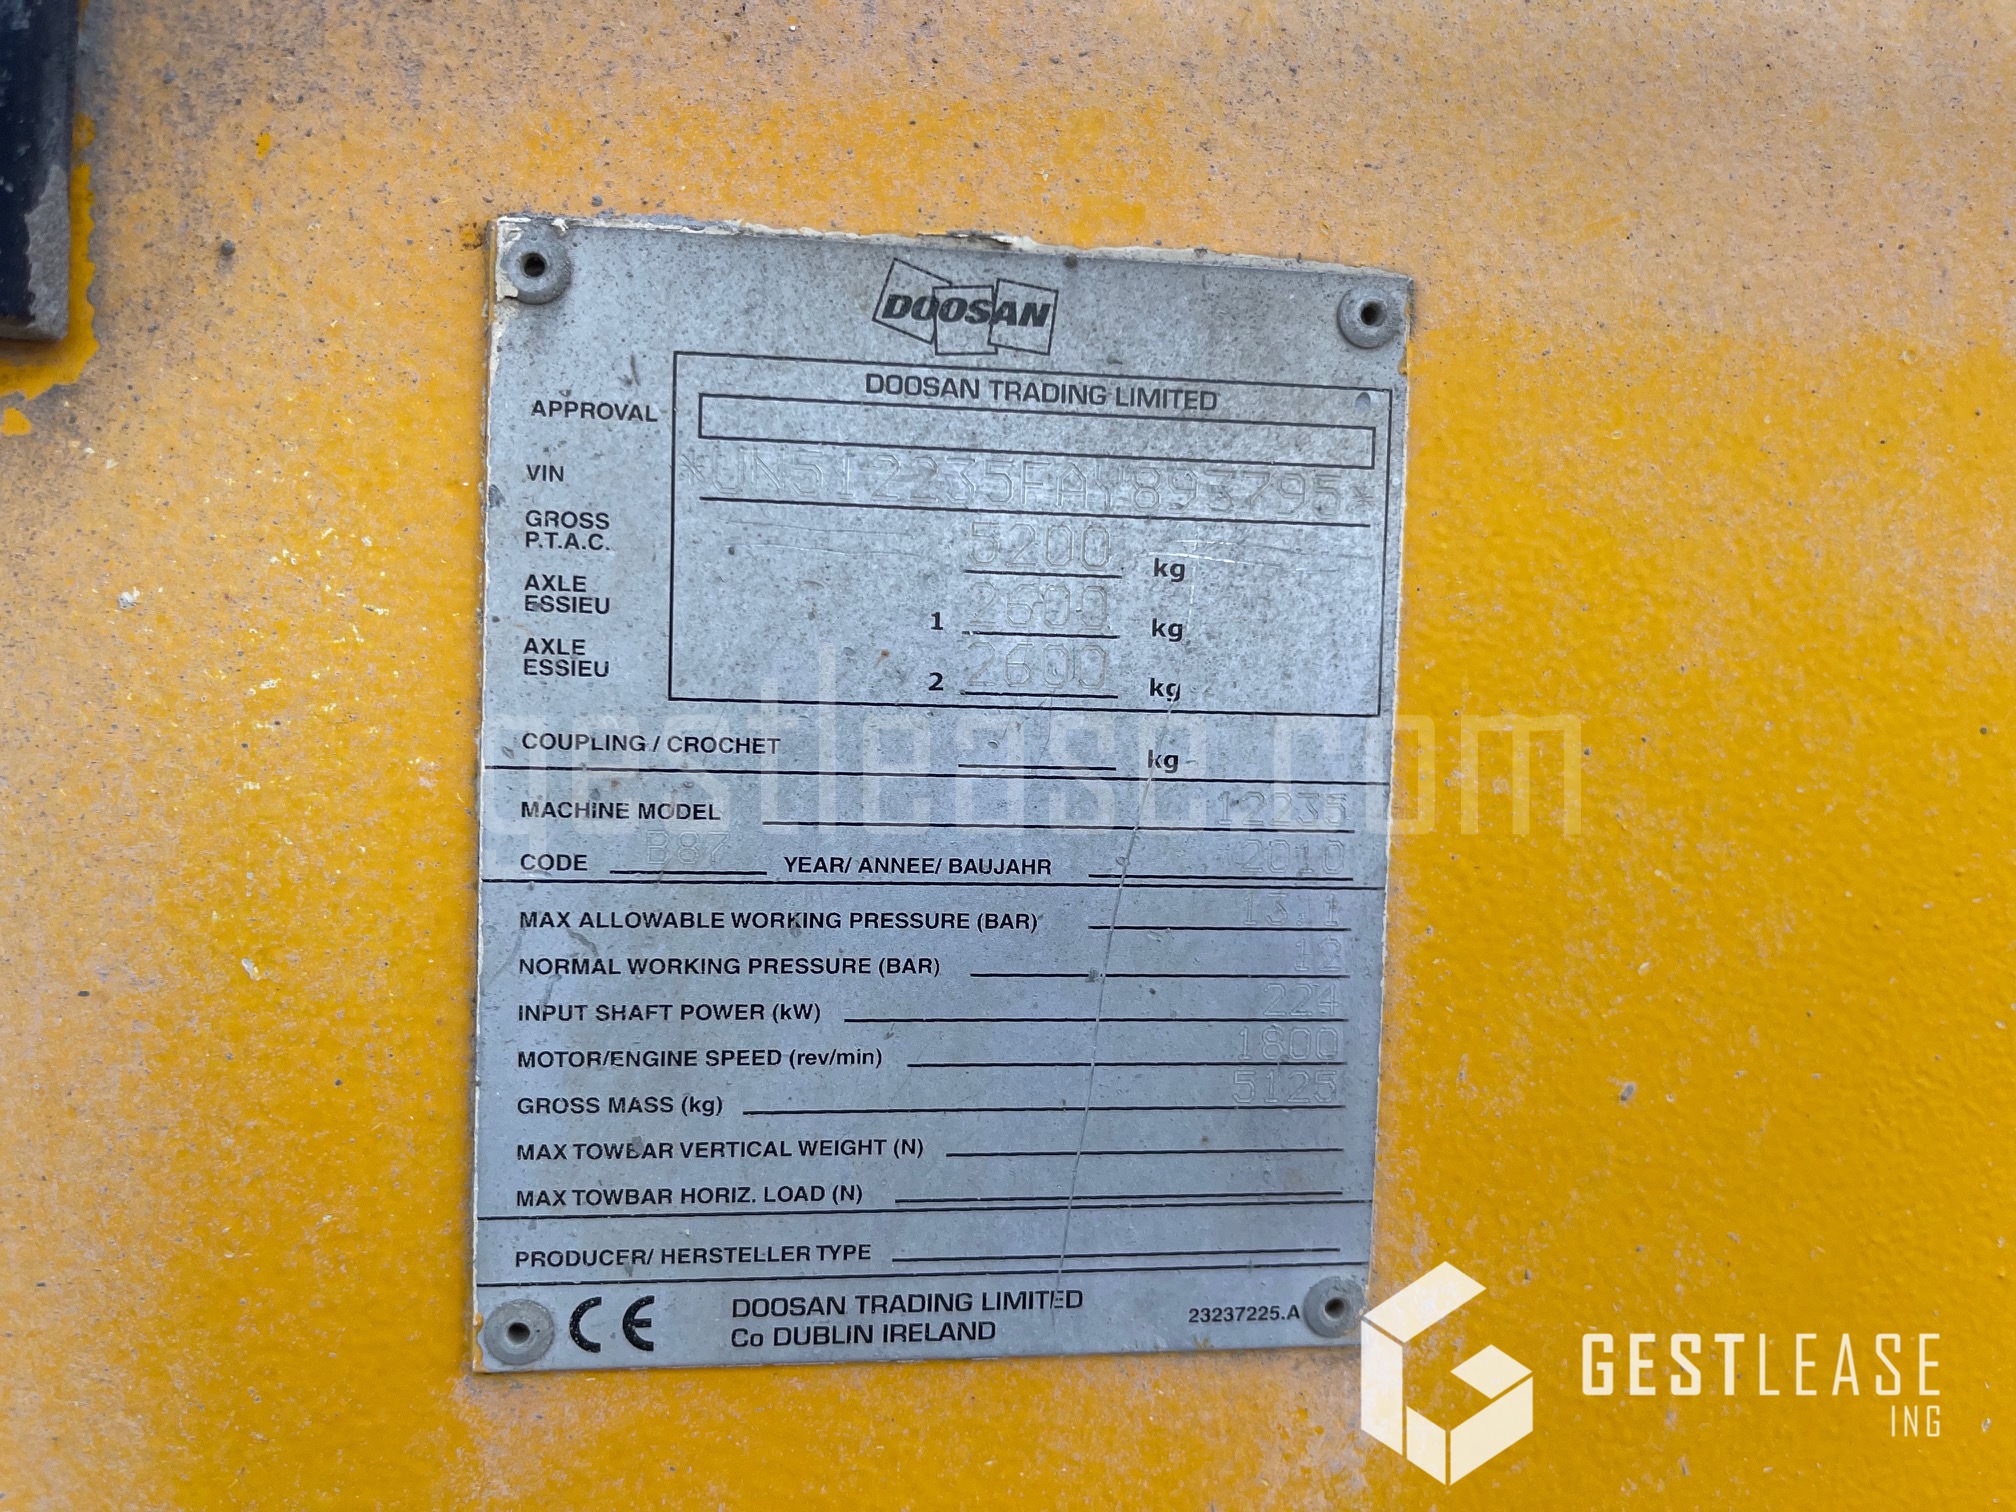 DOOSAN
DOOSAN TRADING LIMITED
APPROVAL
VIN *UN512235FAY893795*
GROSS P.T.A.C. 5200 kg
AXLE ESSIEU 1 2600 kg
AXLE ESSIEU 2 2600 kg
COUPLING / CROCHET kg
gestlease.com
MACHINE MODEL 12235
CODE B87 YEAR/ ANNEE/ BAUJAHR 2010
MAX ALLOWABLE WORKING PRESSURE (BAR) 13.1
NORMAL WORKING PRESSURE (BAR) 12
INPUT SHAFT POWER (kW) 224
MOTOR/ENGINE SPEED (rev/min) 1800
GROSS MASS (kg) 5125
MAX TOWBAR VERTICAL WEIGHT (N)
MAX TOWBAR HORIZ. LOAD (N)
PRODUCER/ HERSTELLER TYPE
CE DOOSAN TRADING LIMITED
Co DUBLIN IRELAND 23237225.A
GESTLEASE
ING